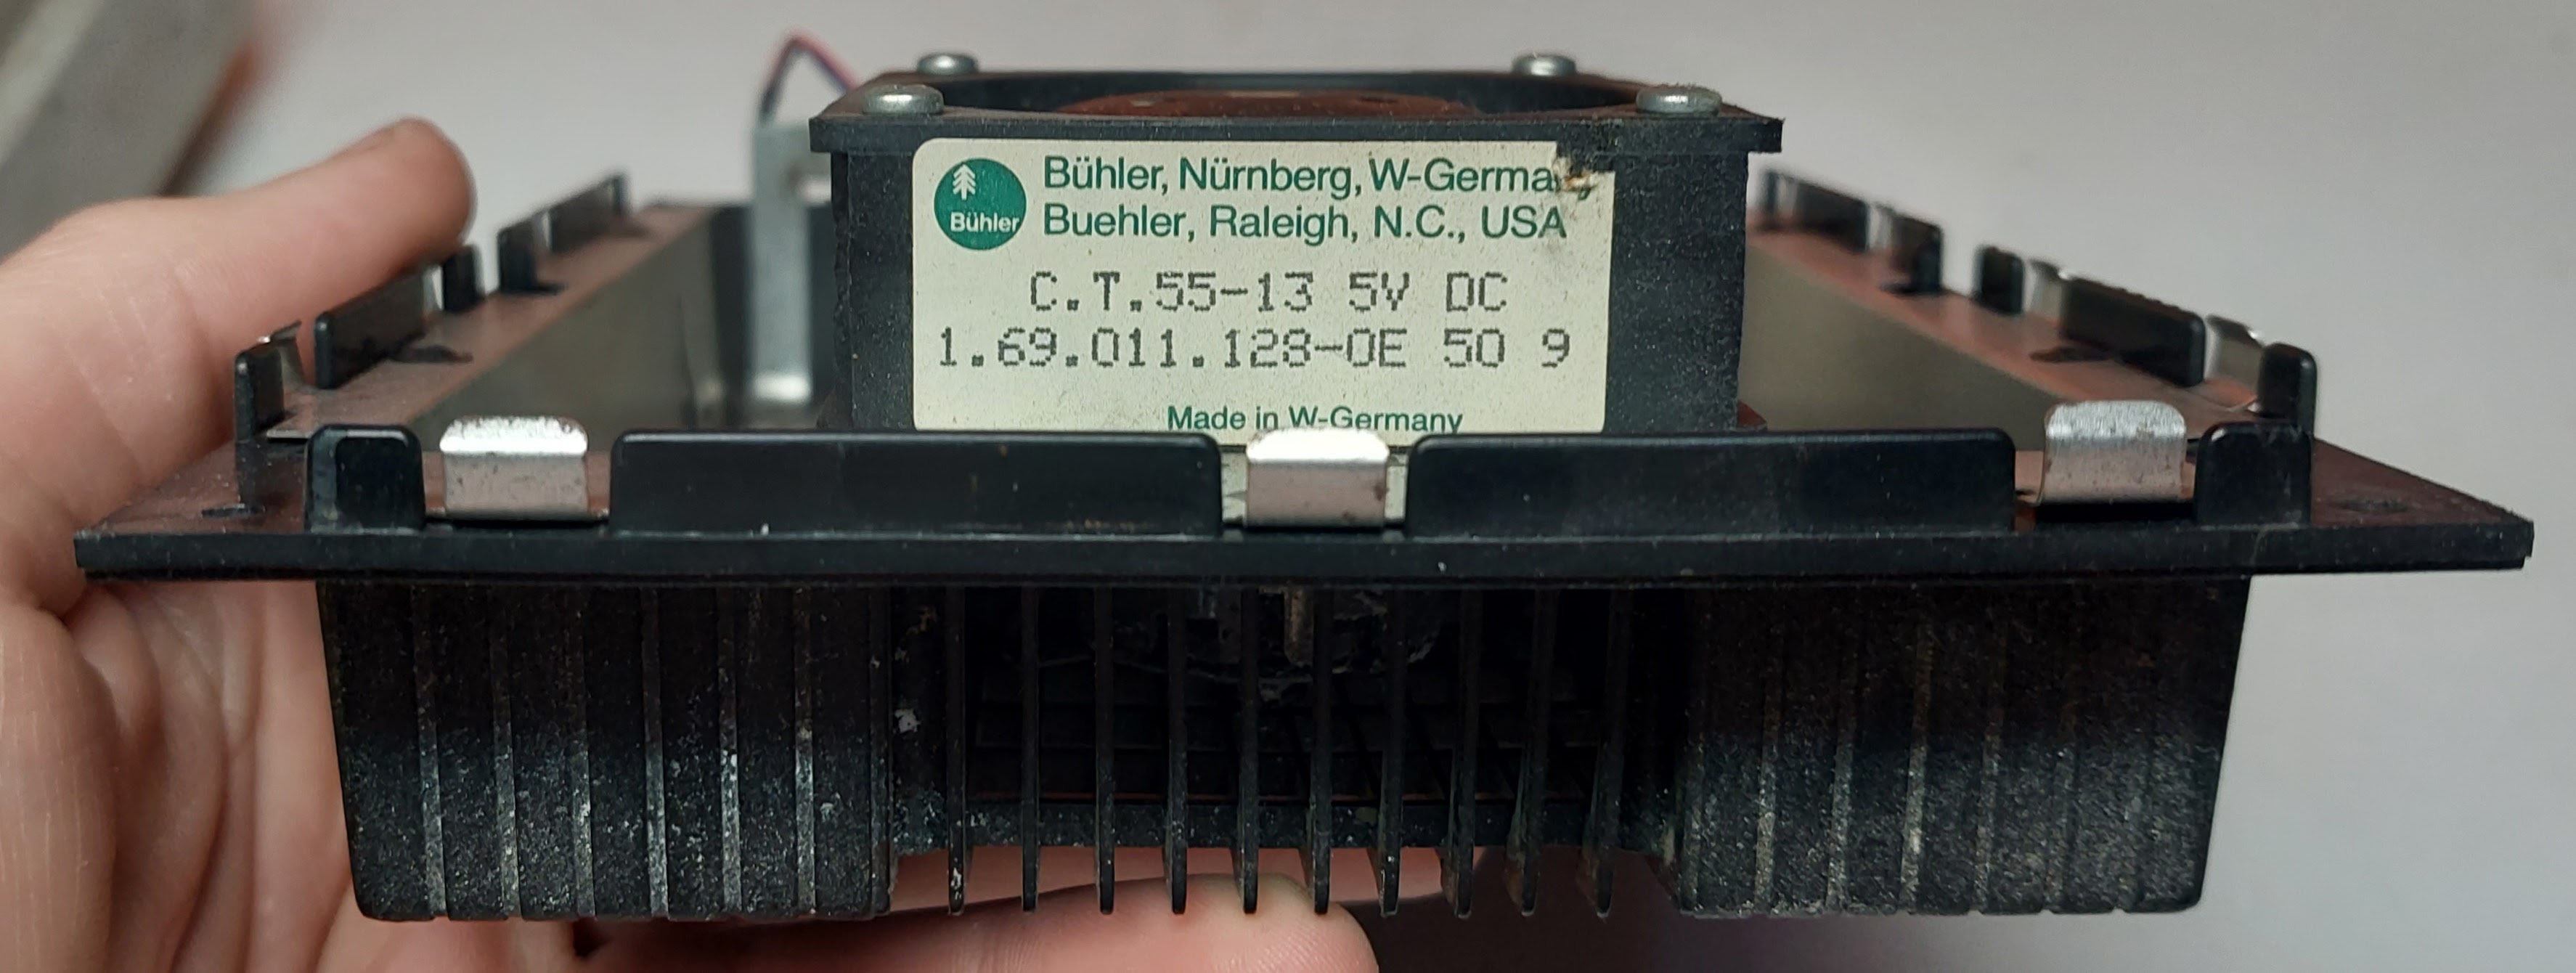 Bühler
Bühler, Nürnberg, W-Germany
Buehler, Raleigh, N.C., USA
C.T.55-13 5V DC
1.69.011.128-0E 50 9
Made in W-Germany